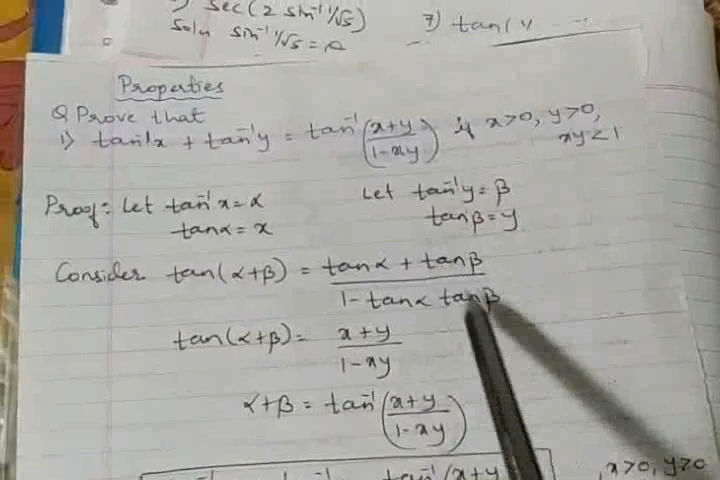 sec(2 sin⁻¹ 1/√5)
7) tan(
Soln sin⁻¹ 1/√5 =
Properties
Q Prove that
1) tan⁻¹x + tan⁻¹y = tan⁻¹((x+y)/(1-xy)) if x>0, y>0,
xy<1
Proof: Let tan⁻¹x = α Let tan⁻¹y = β
tanα = x tanβ = y
Consider tan(α+β) = (tanα + tanβ)/(1-tanα tanβ)
tan(α+β) = (x+y)/(1-xy)
α+β = tan⁻¹((x+y)/(1-xy))
tan⁻¹(x+y , x>0, y>0